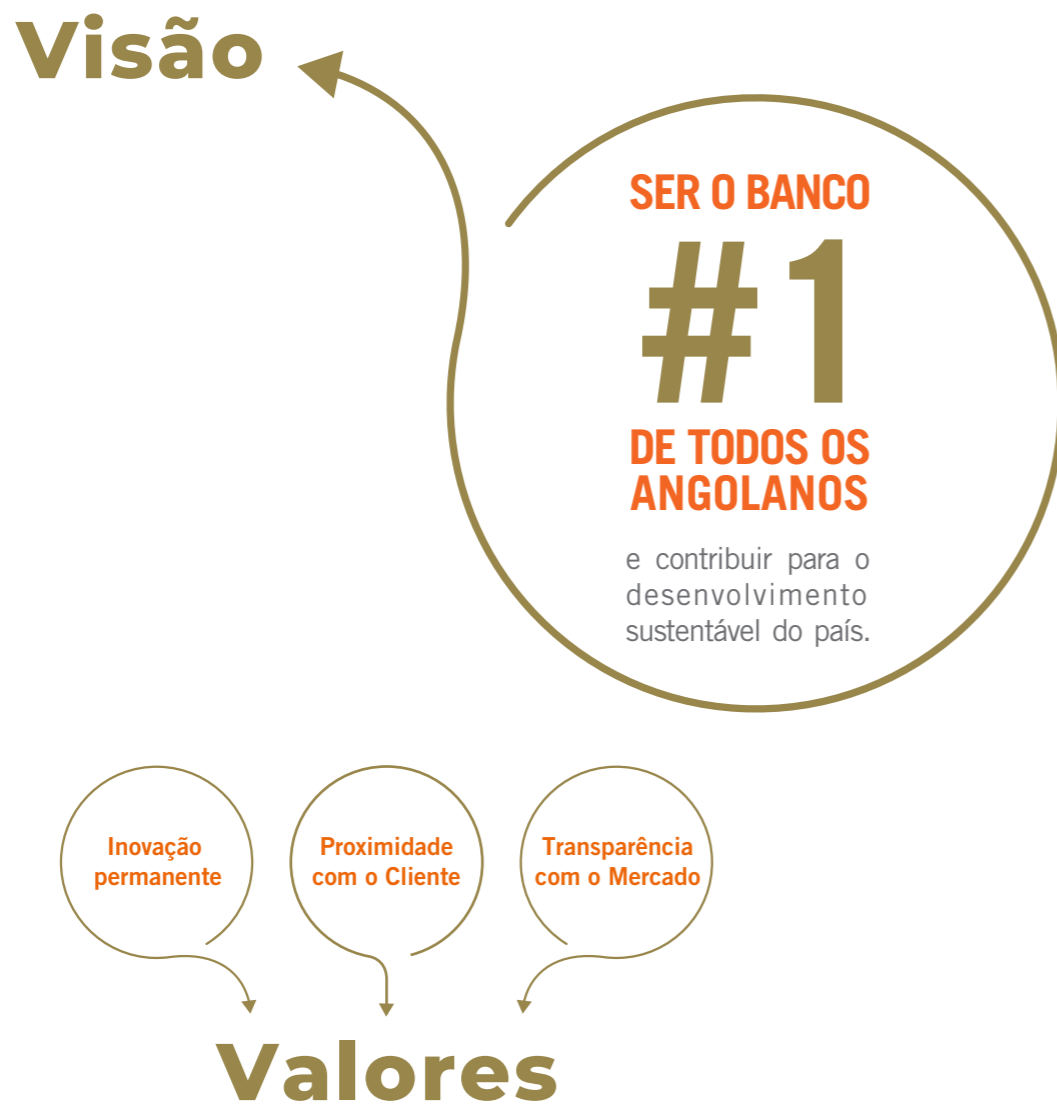 Visão
SER O BANCO
#1
DE TODOS OS
ANGOLANOS
e contribuir para o
desenvolvimento
sustentável do país.
Inovação
permanente
Proximidade
com o Cliente
Transparência
com o Mercado
Valores